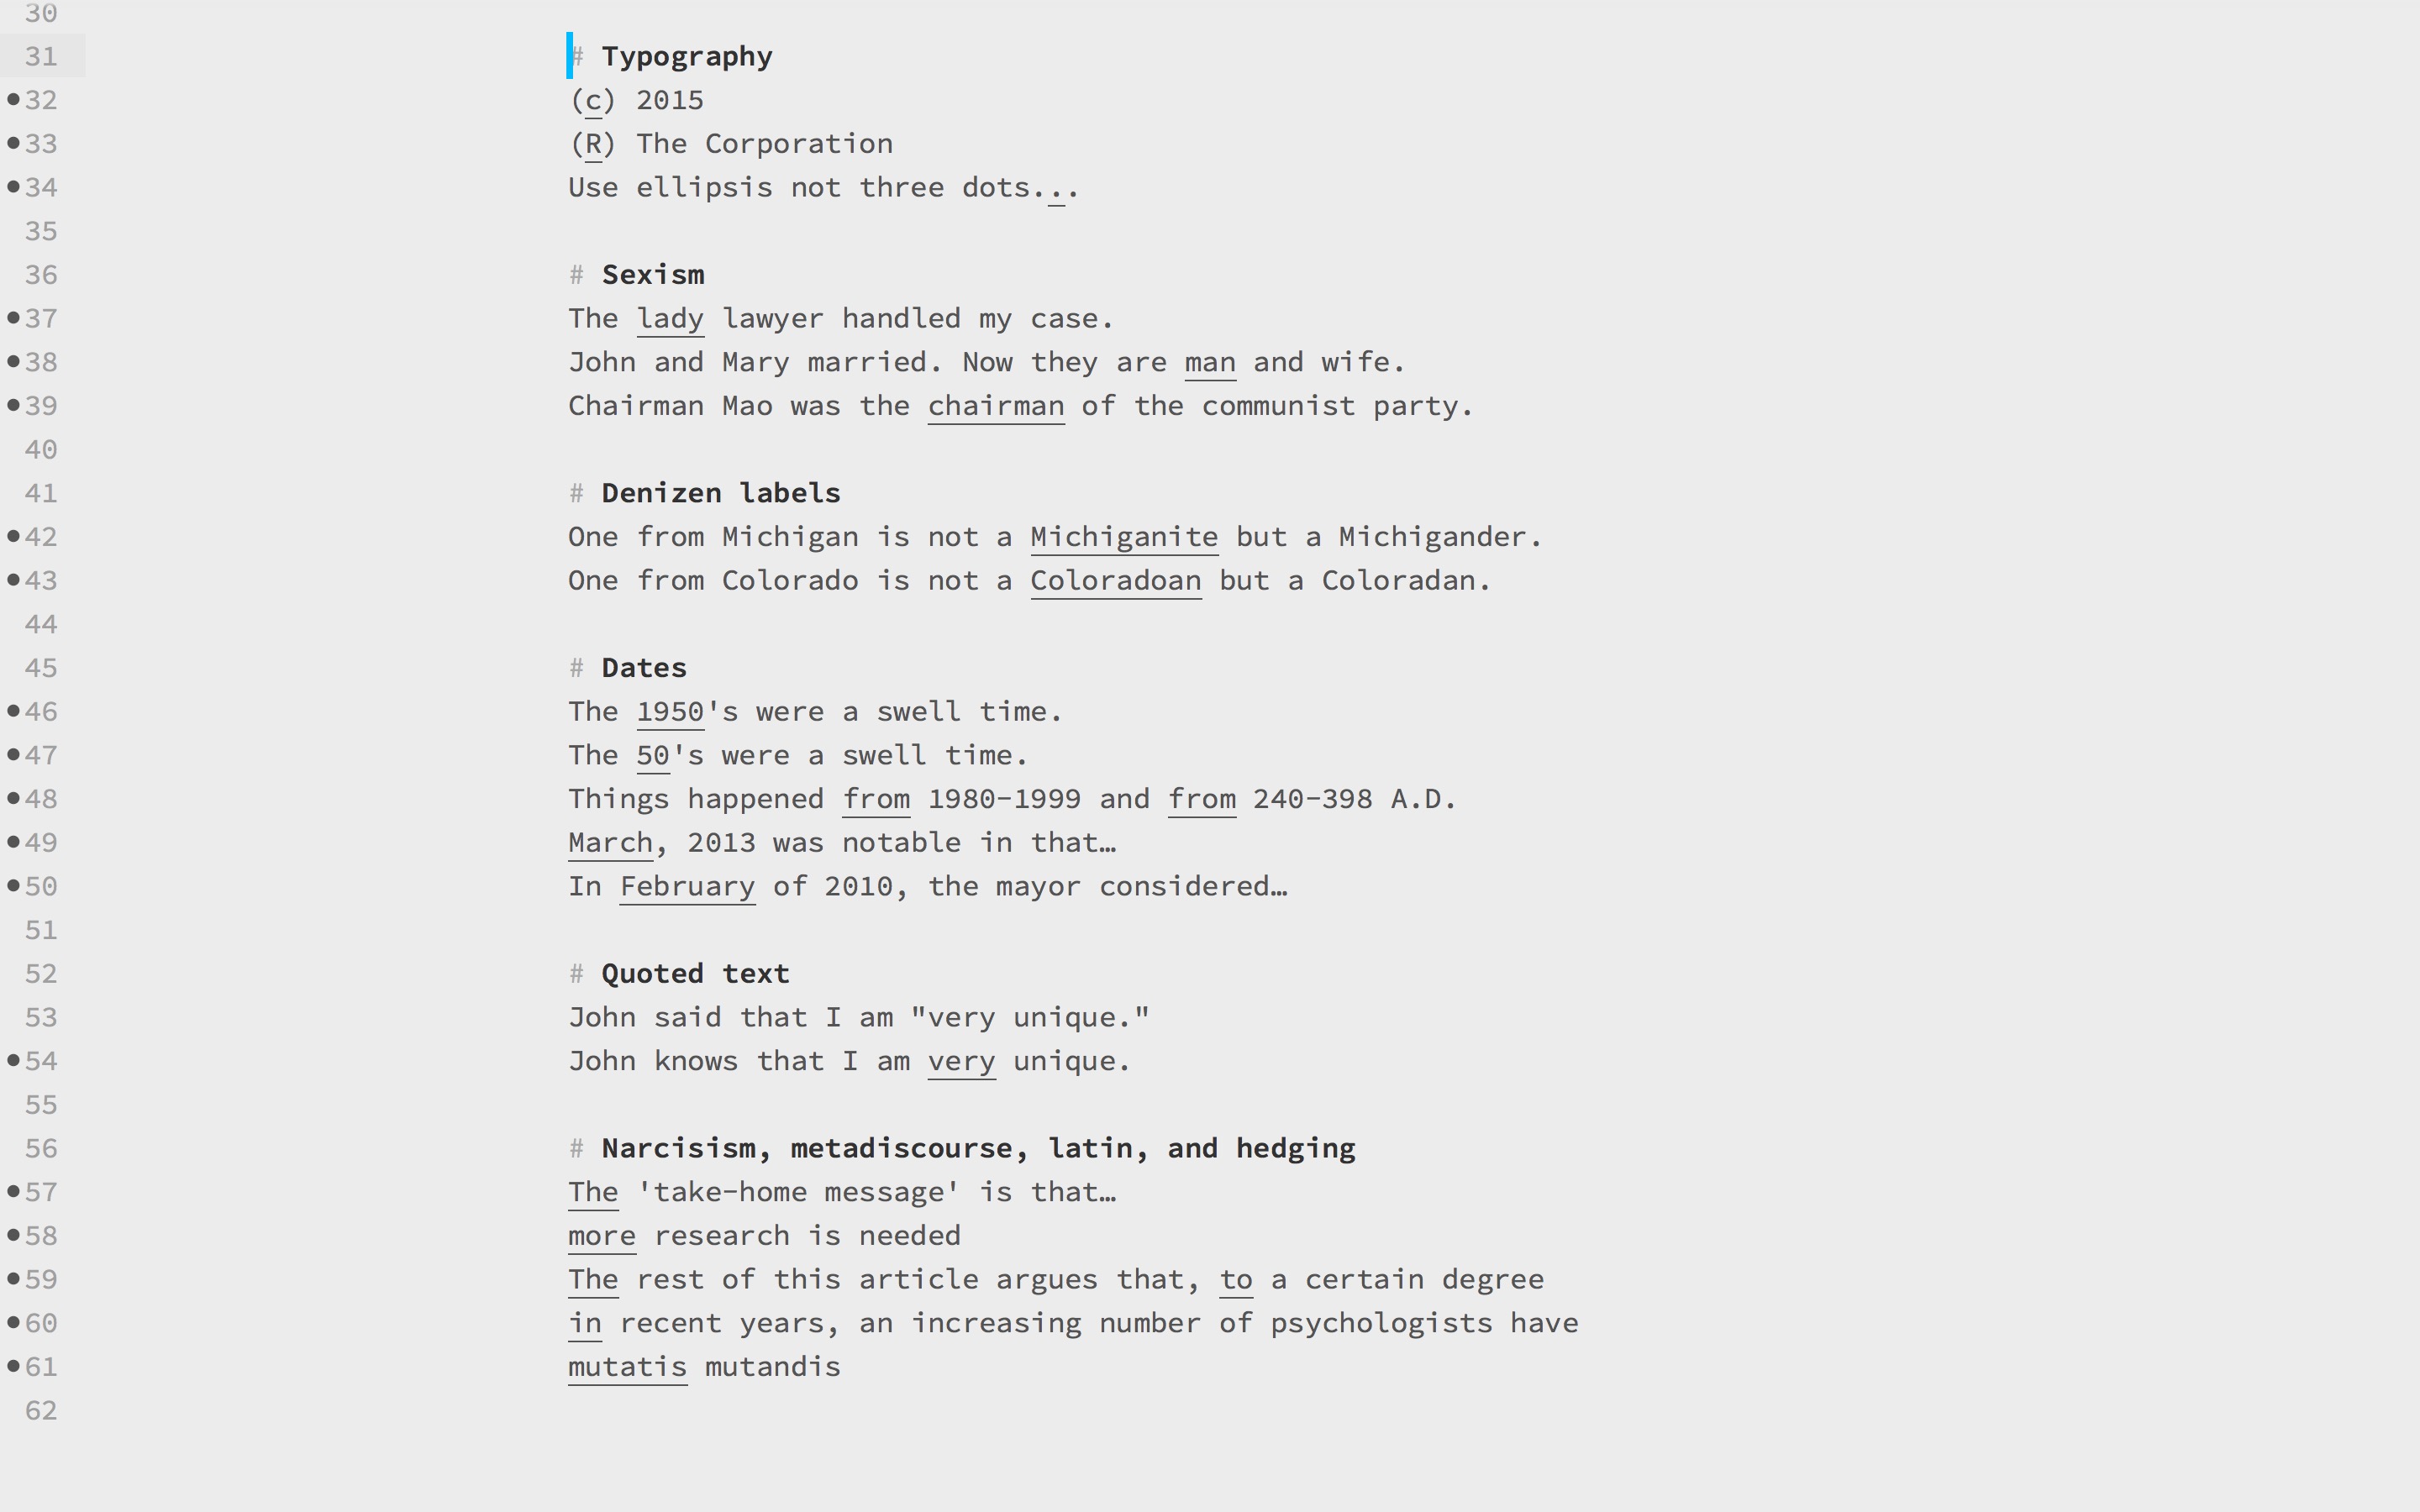 30
31 # Typography
32 (c) 2015
33 (R) The Corporation
34 Use ellipsis not three dots...
35
36 # Sexism
37 The lady lawyer handled my case.
38 John and Mary married. Now they are man and wife.
39 Chairman Mao was the chairman of the communist party.
40
41 # Denizen labels
42 One from Michigan is not a Michiganite but a Michigander.
43 One from Colorado is not a Coloradoan but a Coloradan.
44
45 # Dates
46 The 1950's were a swell time.
47 The 50's were a swell time.
48 Things happened from 1980-1999 and from 240-398 A.D.
49 March, 2013 was notable in that…
50 In February of 2010, the mayor considered…
51
52 # Quoted text
53 John said that I am "very unique."
54 John knows that I am very unique.
55
56 # Narcisism, metadiscourse, latin, and hedging
57 The 'take-home message' is that…
58 more research is needed
59 The rest of this article argues that, to a certain degree
60 in recent years, an increasing number of psychologists have
61 mutatis mutandis
62